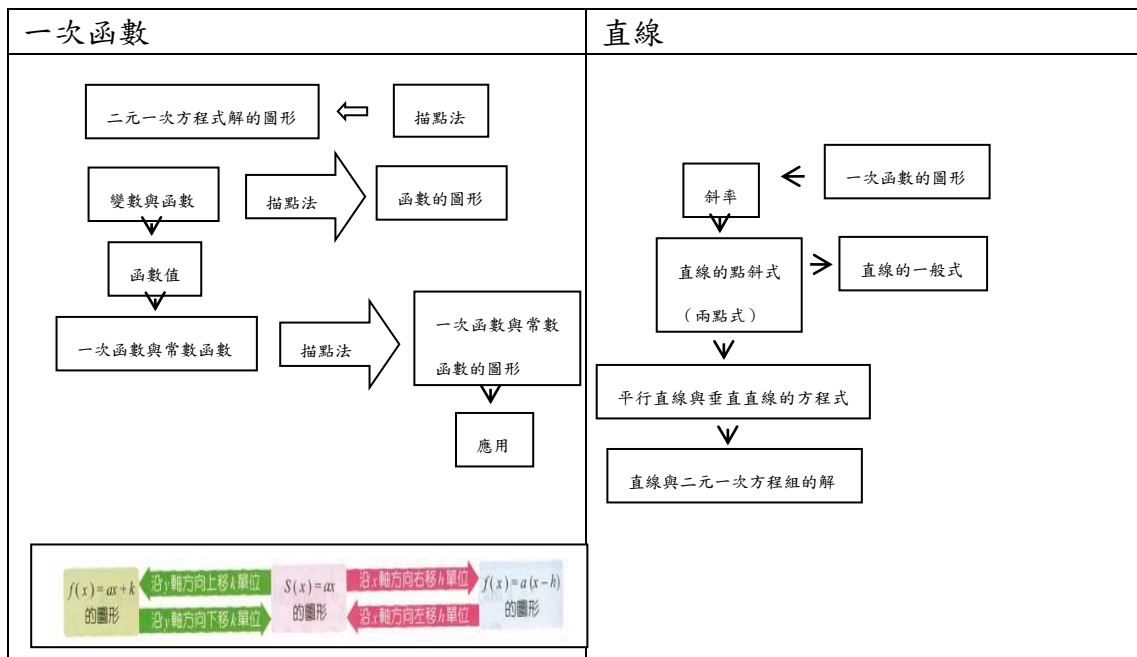 一次函數
直線
二元一次方程式解的圖形
描點法
變數與函數
描點法
函數的圖形
函數值
一次函數與常數函數
描點法
一次函數與常數
函數的圖形
應用
一次函數的圖形
斜率
直線的點斜式
（兩點式）
直線的一般式
平行直線與垂直直線的方程式
直線與二元一次方程組的解
f(x)=ax+k
的圖形
沿y軸方向上移k單位
沿y軸方向下移k單位
S(x)=ax
的圖形
沿x軸方向右移h單位
沿x軸方向左移h單位
f(x)=a(x-h)
的圖形